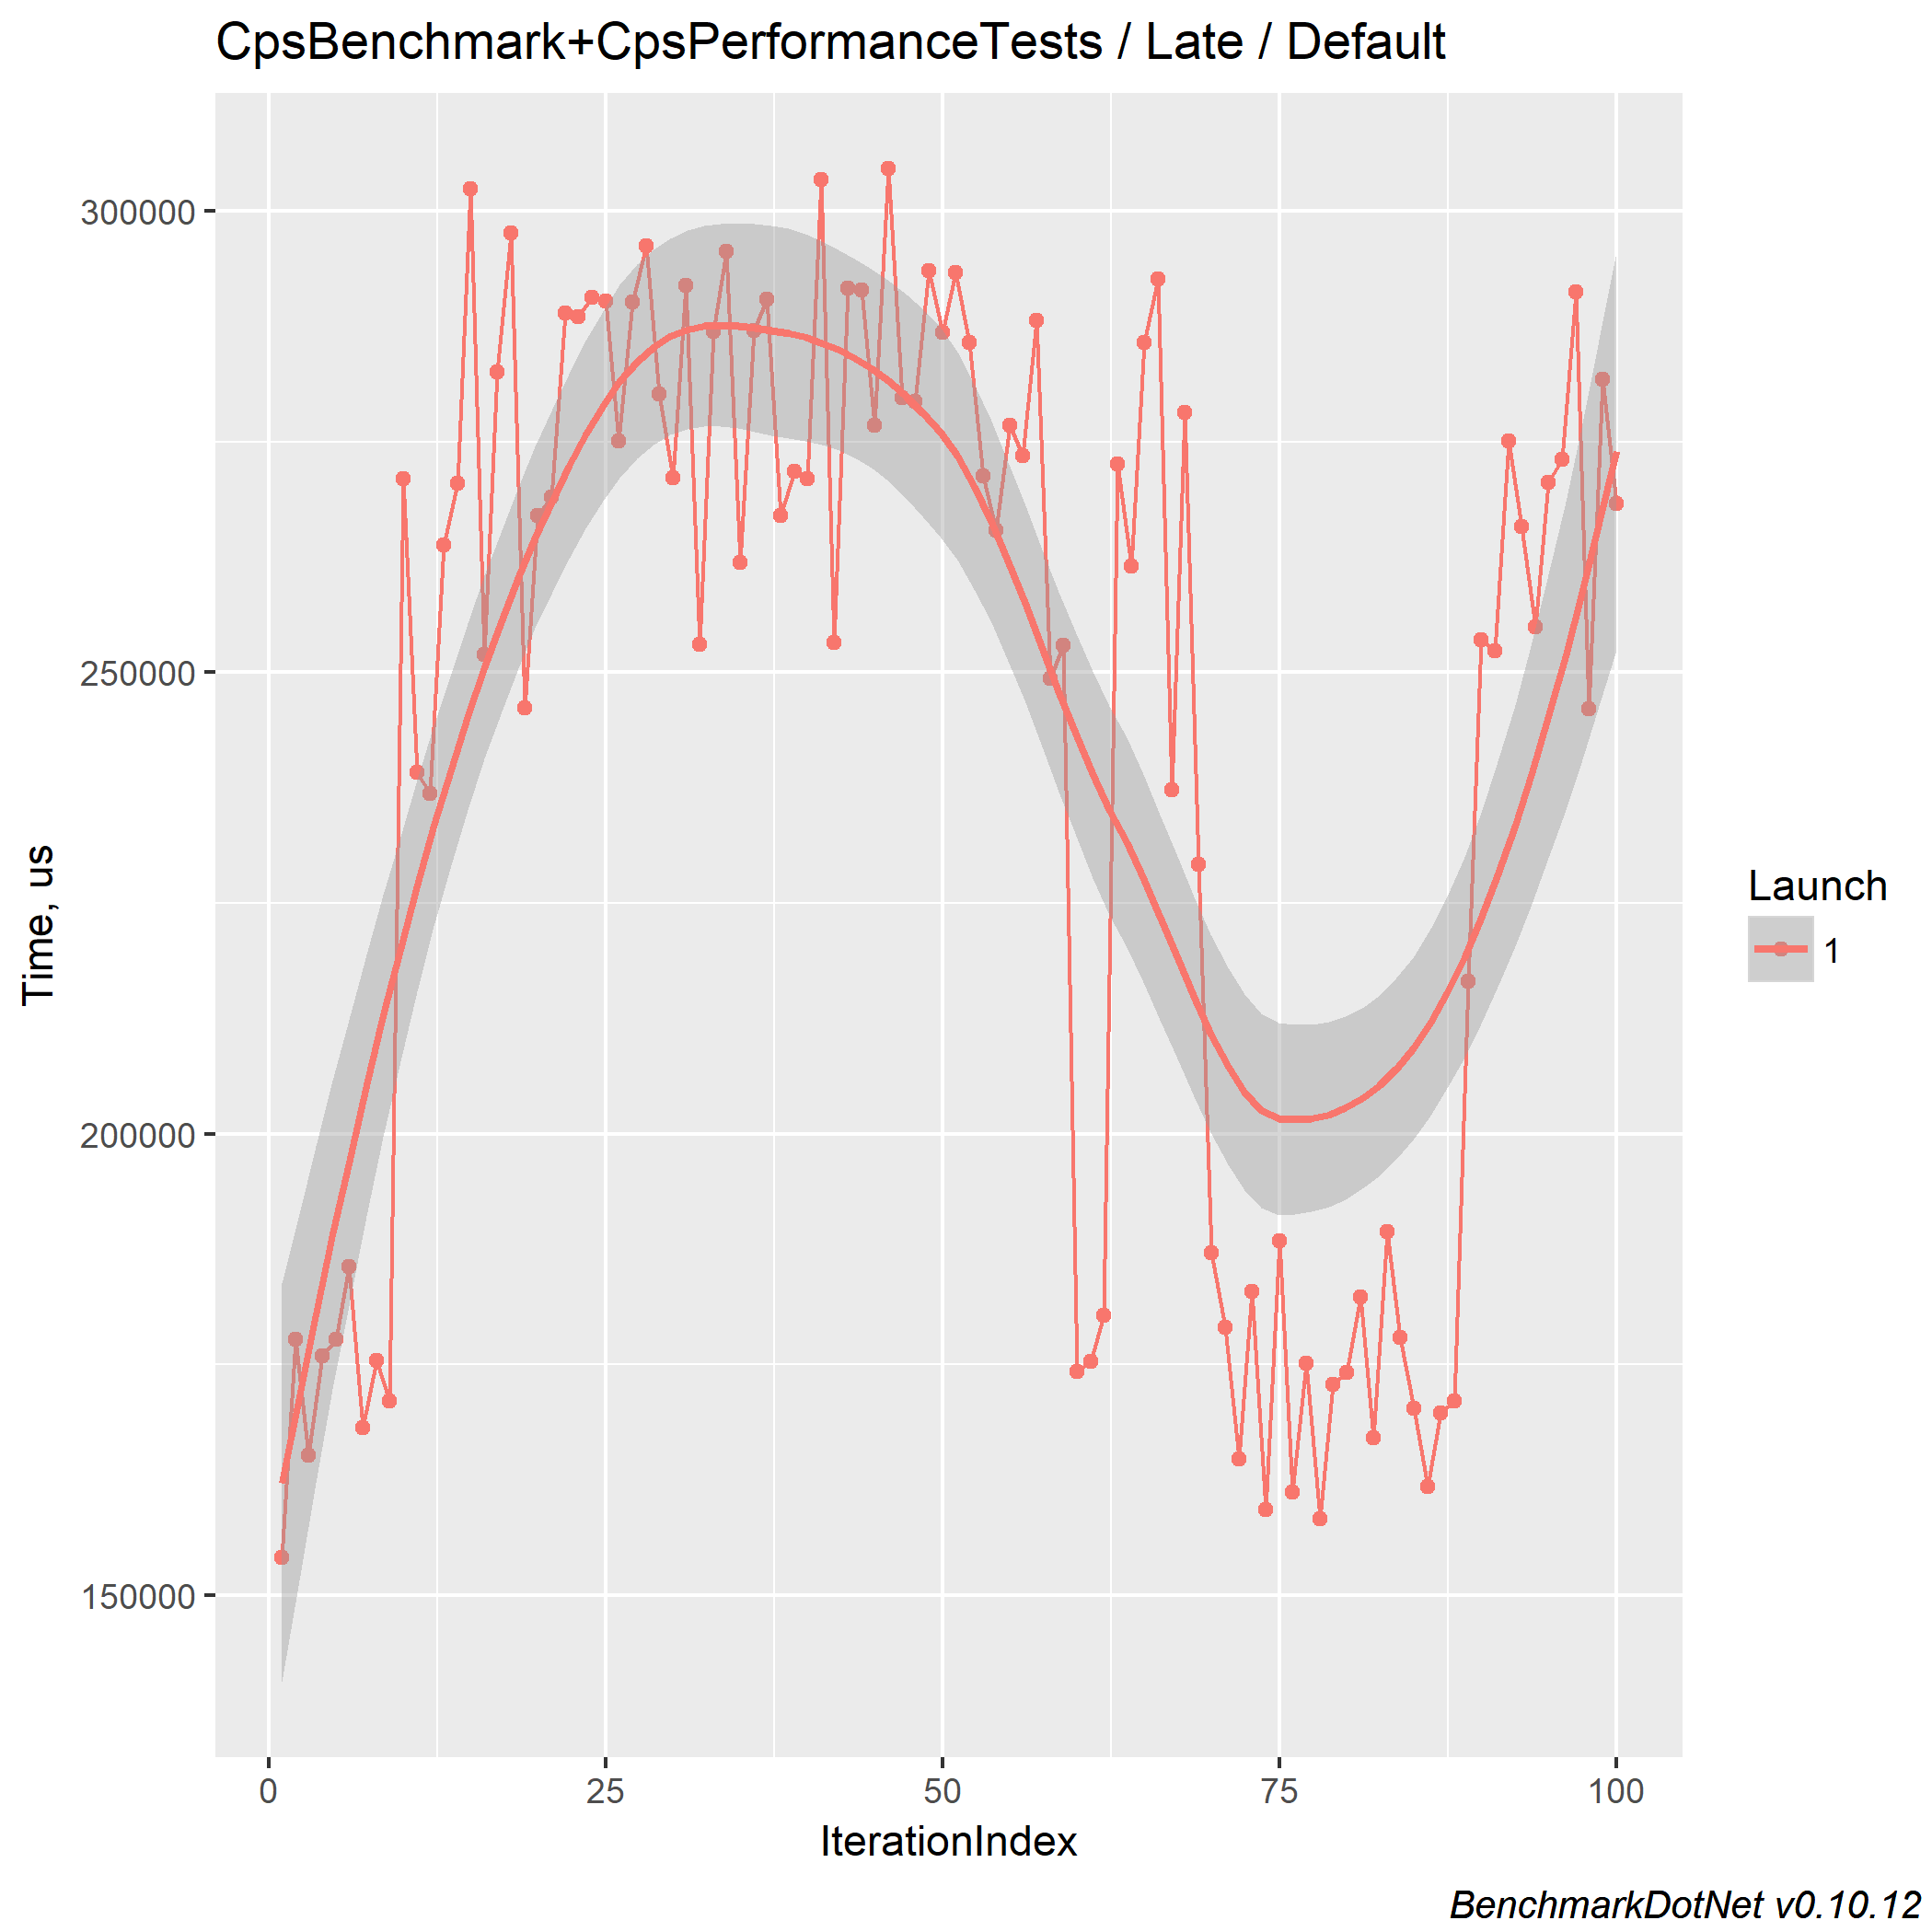 CpsBenchmark+CpsPerformanceTests / Late / Default
300000
250000
200000
150000
Time, us
0 25 50 75 100
IterationIndex
Launch
1
BenchmarkDotNet v0.10.12